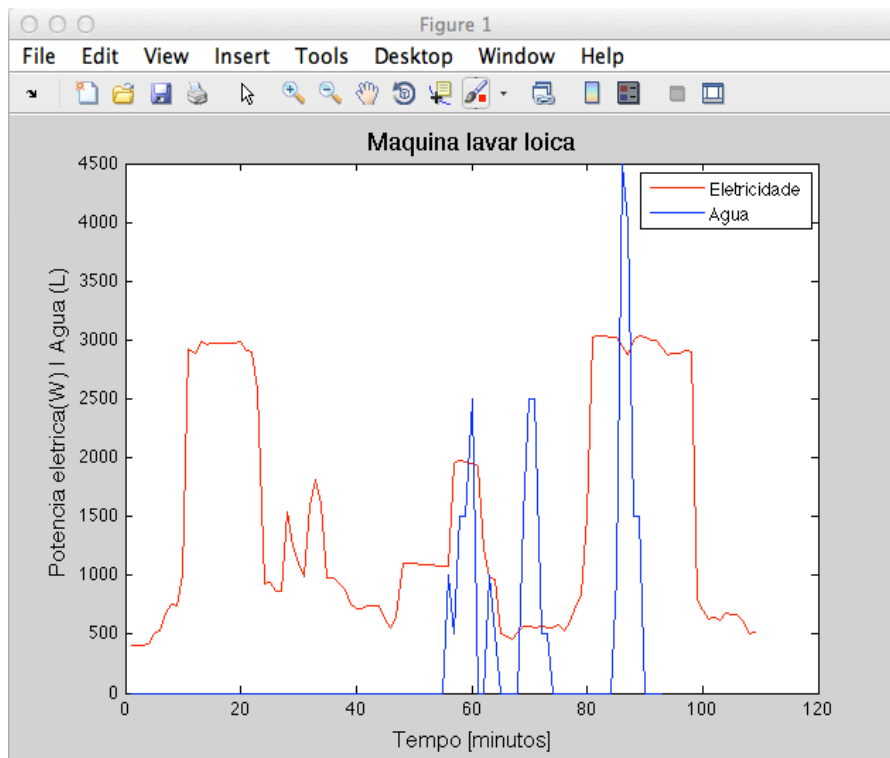 Figure 1
File Edit View Insert Tools Desktop Window Help
Maquina lavar loica
Eletricidade
Agua
Potencia eletrica(W) | Agua (L)
4500
4000
3500
3000
2500
2000
1500
1000
500
0
0 20 40 60 80 100 120
Tempo [minutos]